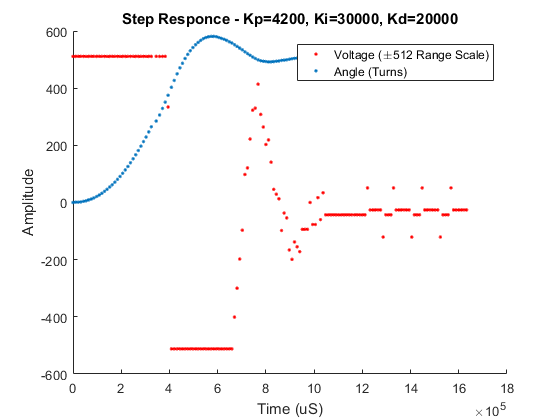 Step Responce - Kp=4200, Ki=30000, Kd=20000
Voltage (±512 Range Scale)
Angle (Turns)
600
400
200
0
-200
-400
-600
Amplitude
0 2 4 6 8 10 12 14 16 18
Time (uS)
×10^5